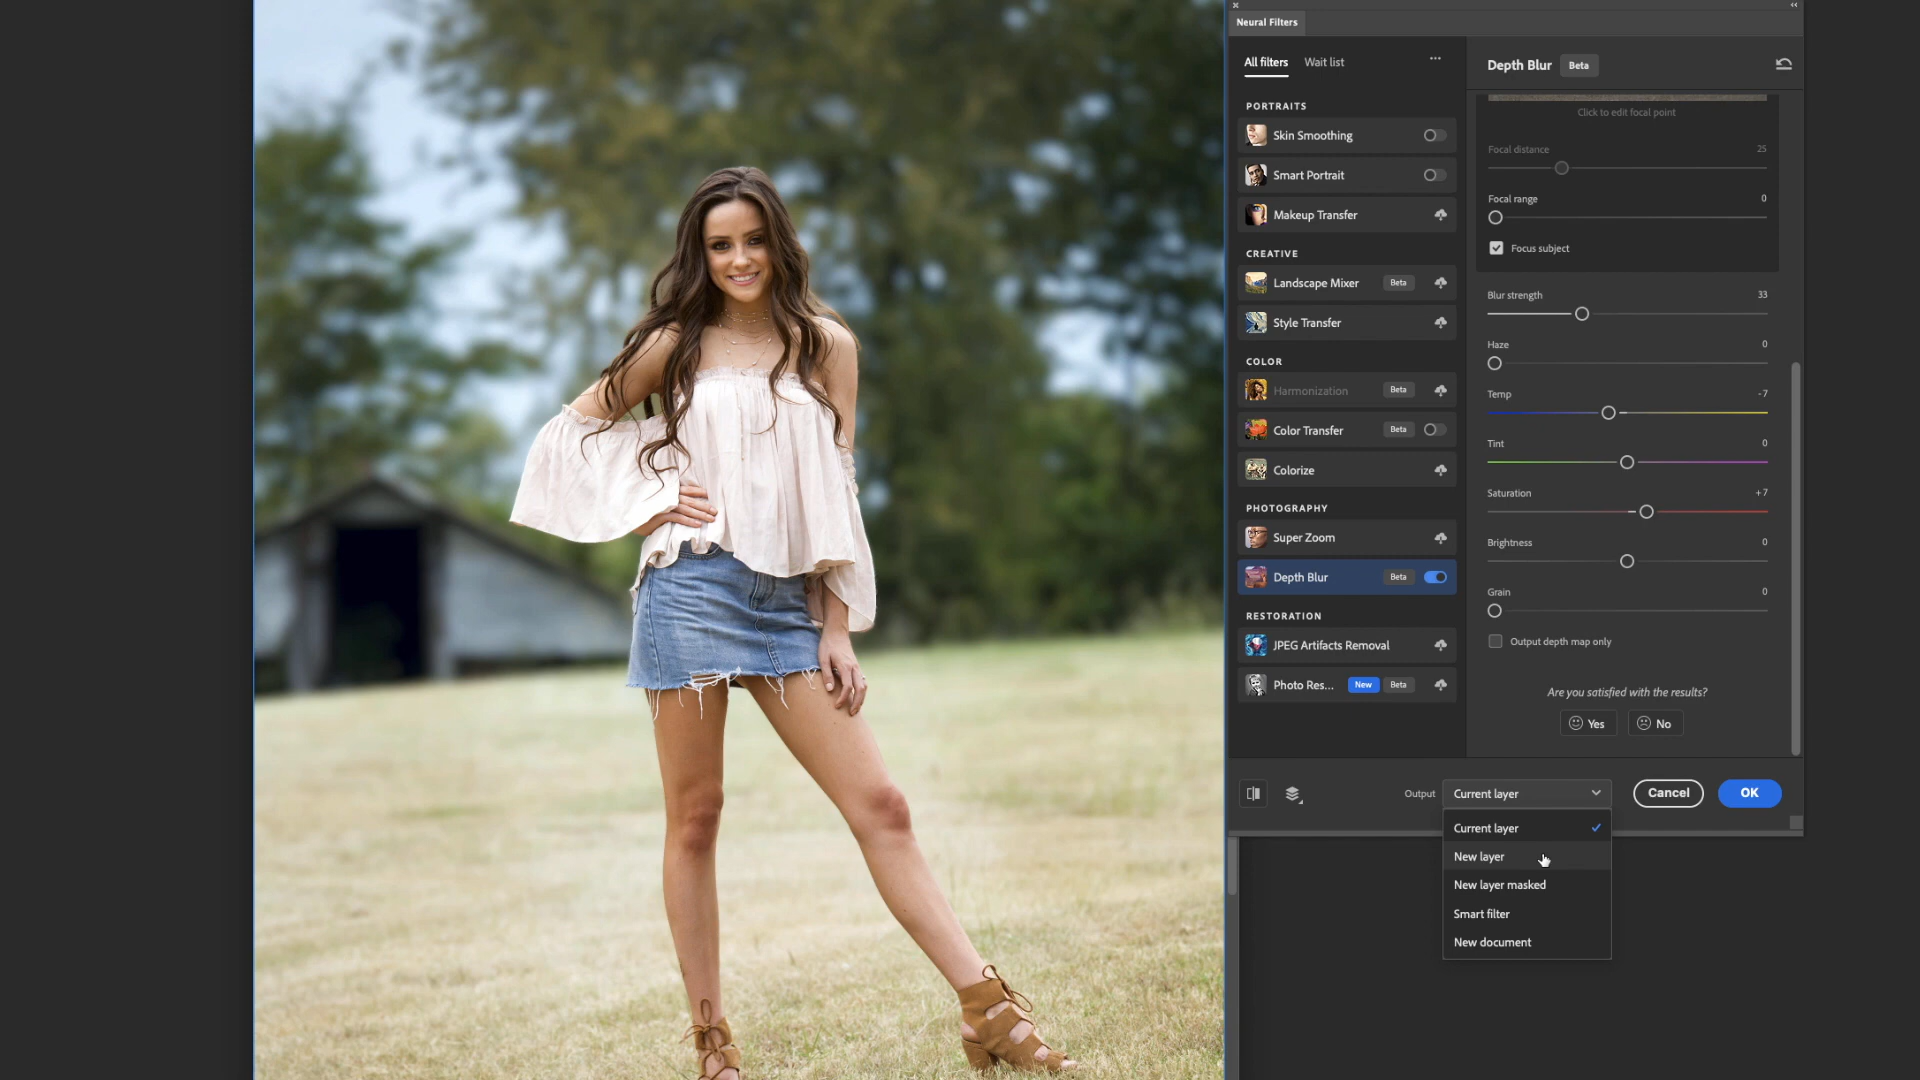 Neural Filters
All filters
Wait list
PORTRAITS
Skin Smoothing
Smart Portrait
Makeup Transfer
CREATIVE
Landscape Mixer
Beta
Style Transfer
COLOR
Harmonization
Beta
Color Transfer
Beta
Colorize
PHOTOGRAPHY
Super Zoom
Depth Blur
Beta
RESTORATION
JPEG Artifacts Removal
Photo Res...
New
Beta
Depth Blur
Beta
Click to edit focal point
Focal distance
25
Focal range
0
Focus subject
Blur strength
33
Haze
0
Temp
-7
Tint
0
Saturation
+7
Brightness
0
Grain
0
Output depth map only
Are you satisfied with the results?
Yes
No
Output
Current layer
Cancel
OK
Current layer
New layer
New layer masked
Smart filter
New document